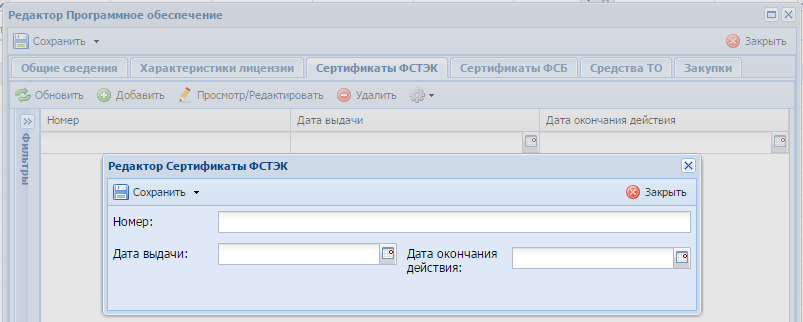 Редактор Программное обеспечение
Сохранить Закрыть
Общие сведения Характеристики лицензии Сертификаты ФСТЭК Сертификаты ФСБ Средства ТО Закупки
Обновить Добавить Просмотр/Редактировать Удалить
Номер Дата выдачи Дата окончания действия
Фильтры
Редактор Сертификаты ФСТЭК
Сохранить Закрыть
Номер:
Дата выдачи: Дата окончания
действия: